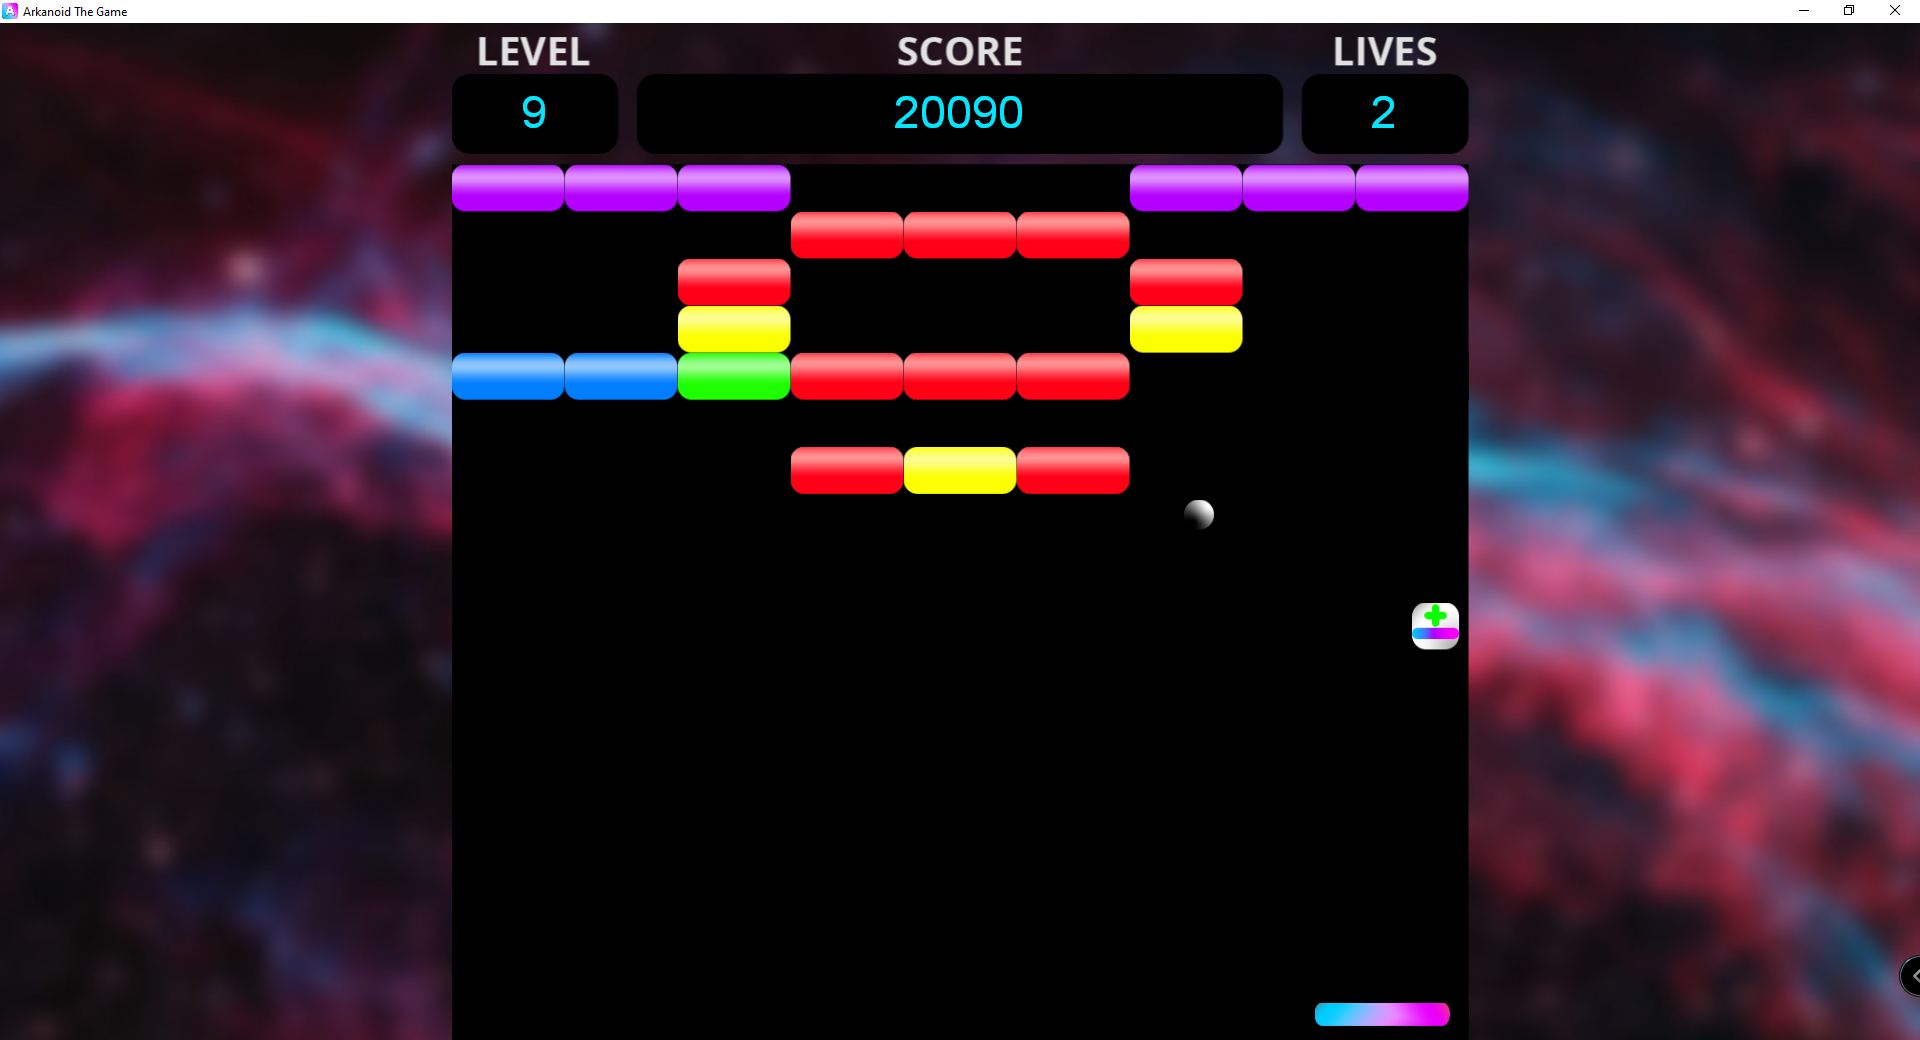 Arkanoid The Game
LEVEL SCORE LIVES
9 20090 2